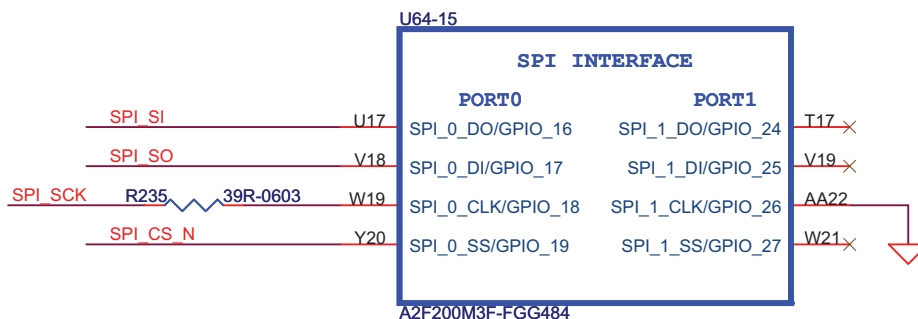 U64-15
SPI INTERFACE
PORT0 PORT1
SPI_SI U17 SPI_0_DO/GPIO_16 SPI_1_DO/GPIO_24 T17
SPI_SO V18 SPI_0_DI/GPIO_17 SPI_1_DI/GPIO_25 V19
SPI_SCK R235 39R-0603 W19 SPI_0_CLK/GPIO_18 SPI_1_CLK/GPIO_26 AA22
SPI_CS_N Y20 SPI_0_SS/GPIO_19 SPI_1_SS/GPIO_27 W21
A2F200M3F-FGG484